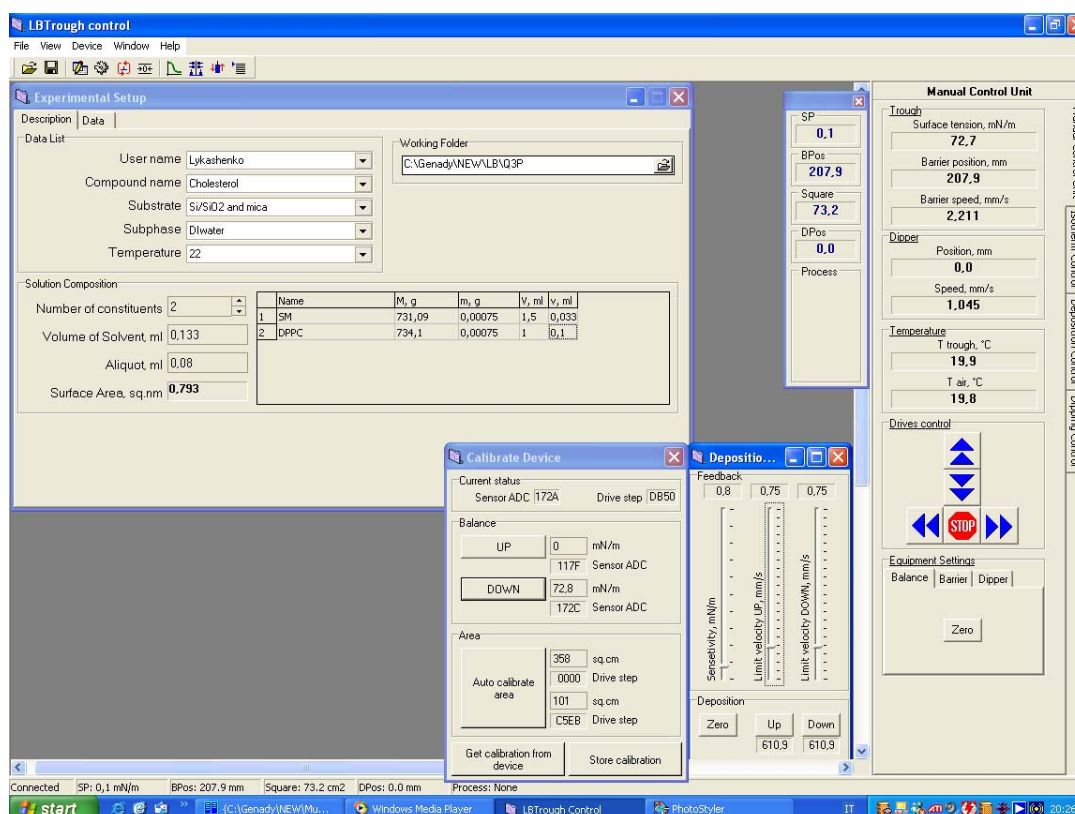 LBTrough control
File View Device Window Help
Experimental Setup
Description Data
Data List
User name Lykashenko
Compound name Cholesterol
Substrate Si/SiO2 and mica
Subphase DIwater
Temperature 22
Working Folder
C:\Genady\NEW\LB\Q3P
Solution Composition
Number of constituents 2
Volume of Solvent, ml 0,133
Aliquot, ml 0,08
Surface Area, sq.nm 0,793
Name M, g m, g V, ml v, ml
1 SM 731,09 0,00075 1,5 0,033
2 DPPC 734,1 0,00075 1 0,1
SP
0,1
BPos
207,9
Square
73,2
DPos
0,0
Process
Manual Control Unit
Trough
Surface tension, mN/m
72,7
Barrier position, mm
207,9
Barrier speed, mm/s
2,211
Dipper
Position, mm
0,0
Speed, mm/s
1,045
Temperature
T trough, °C
19,9
T air, °C
19,8
Drives control
STOP
Equipment Settings
Balance Barrier Dipper
Zero
Isotherm Control
Deposition Control
Dipping Control
Calibrate Device
Current status
Sensor ADC 172A Drive step DB50
Balance
UP 0 mN/m
117F Sensor ADC
DOWN 72,8 mN/m
172C Sensor ADC
Area
Auto calibrate area
358 sq.cm
0000 Drive step
101 sq.cm
C5EB Drive step
Get calibration from device
Store calibration
Depositio...
Feedback
0,8 0,75 0,75
Sensetivity, mN/m
Limit velocity UP, mm/s
Limit velocity DOWN, mm/s
Deposition
Zero Up Down
610,9 610,9
Connected SP: 0,1 mN/m BPos: 207.9 mm Square: 73.2 cm2 DPos: 0.0 mm Process: None
start {C:\Genady\NEW\Mu... Windows Media Player LBTrough Control PhotoStyler IT 20:26